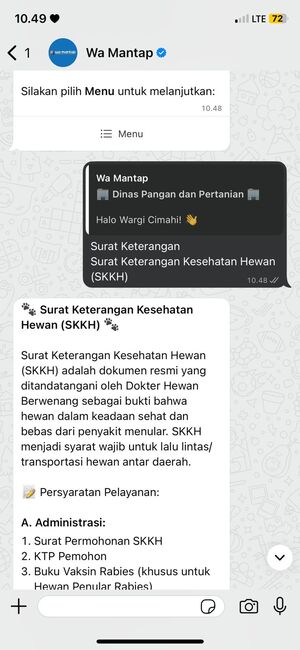 10.49
LTE 72
1
Wa Mantap
Silakan pilih Menu untuk melanjutkan:
10.48
Menu
Wa Mantap
🏢 Dinas Pangan dan Pertanian 🏢
Halo Wargi Cimahi! 👋
Surat Keterangan
Surat Keterangan Kesehatan Hewan
(SKKH)
10.48
🐾 Surat Keterangan Kesehatan
Hewan (SKKH) 🐾
Surat Keterangan Kesehatan Hewan
(SKKH) adalah dokumen resmi yang
ditandatangani oleh Dokter Hewan
Berwenang sebagai bukti bahwa
hewan dalam keadaan sehat dan
bebas dari penyakit menular. SKKH
menjadi syarat wajib untuk lalu lintas/
transportasi hewan antar daerah.
📝 Persyaratan Pelayanan:
A. Administrasi:
1. Surat Permohonan SKKH
2. KTP Pemohon
3. Buku Vaksin Rabies (khusus untuk
Hewan Penular Rabies)